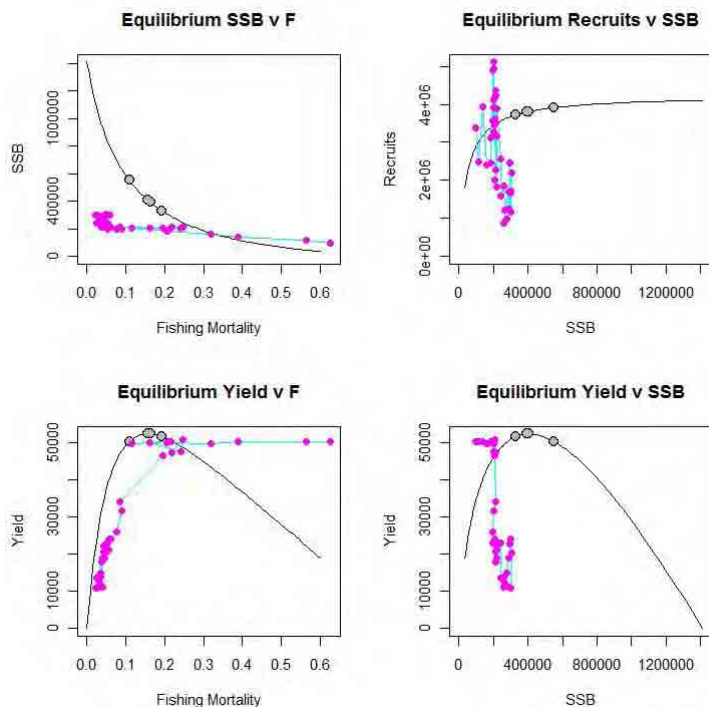 Equilibrium SSB v F
SSB
0 400000 1000000
0.0 0.1 0.2 0.3 0.4 0.5 0.6
Fishing Mortality
Equilibrium Recruits v SSB
Recruits
0e+00 2e+06 4e+06
0 400000 800000 1200000
SSB
Equilibrium Yield v F
Yield
0 10000 30000 50000
0.0 0.1 0.2 0.3 0.4 0.5 0.6
Fishing Mortality
Equilibrium Yield v SSB
Yield
0 10000 30000 50000
0 400000 800000 1200000
SSB